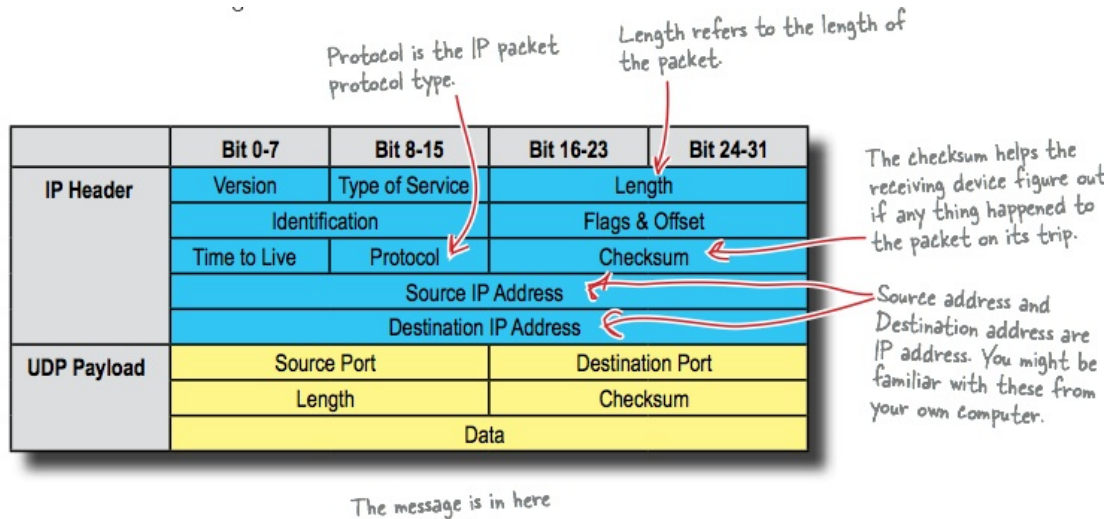 Protocol is the IP packet
protocol type.
Length refers to the length of
the packet.
Bit 0-7 Bit 8-15 Bit 16-23 Bit 24-31
IP Header Version Type of Service Length
Identification Flags & Offset
Time to Live Protocol Checksum
Source IP Address
Destination IP Address
UDP Payload Source Port Destination Port
Length Checksum
Data
The checksum helps the
receiving device figure out
if any thing happened to
the packet on its trip.
Source address and
Destination address are
IP address. You might be
familiar with these from
your own computer.
The message is in here